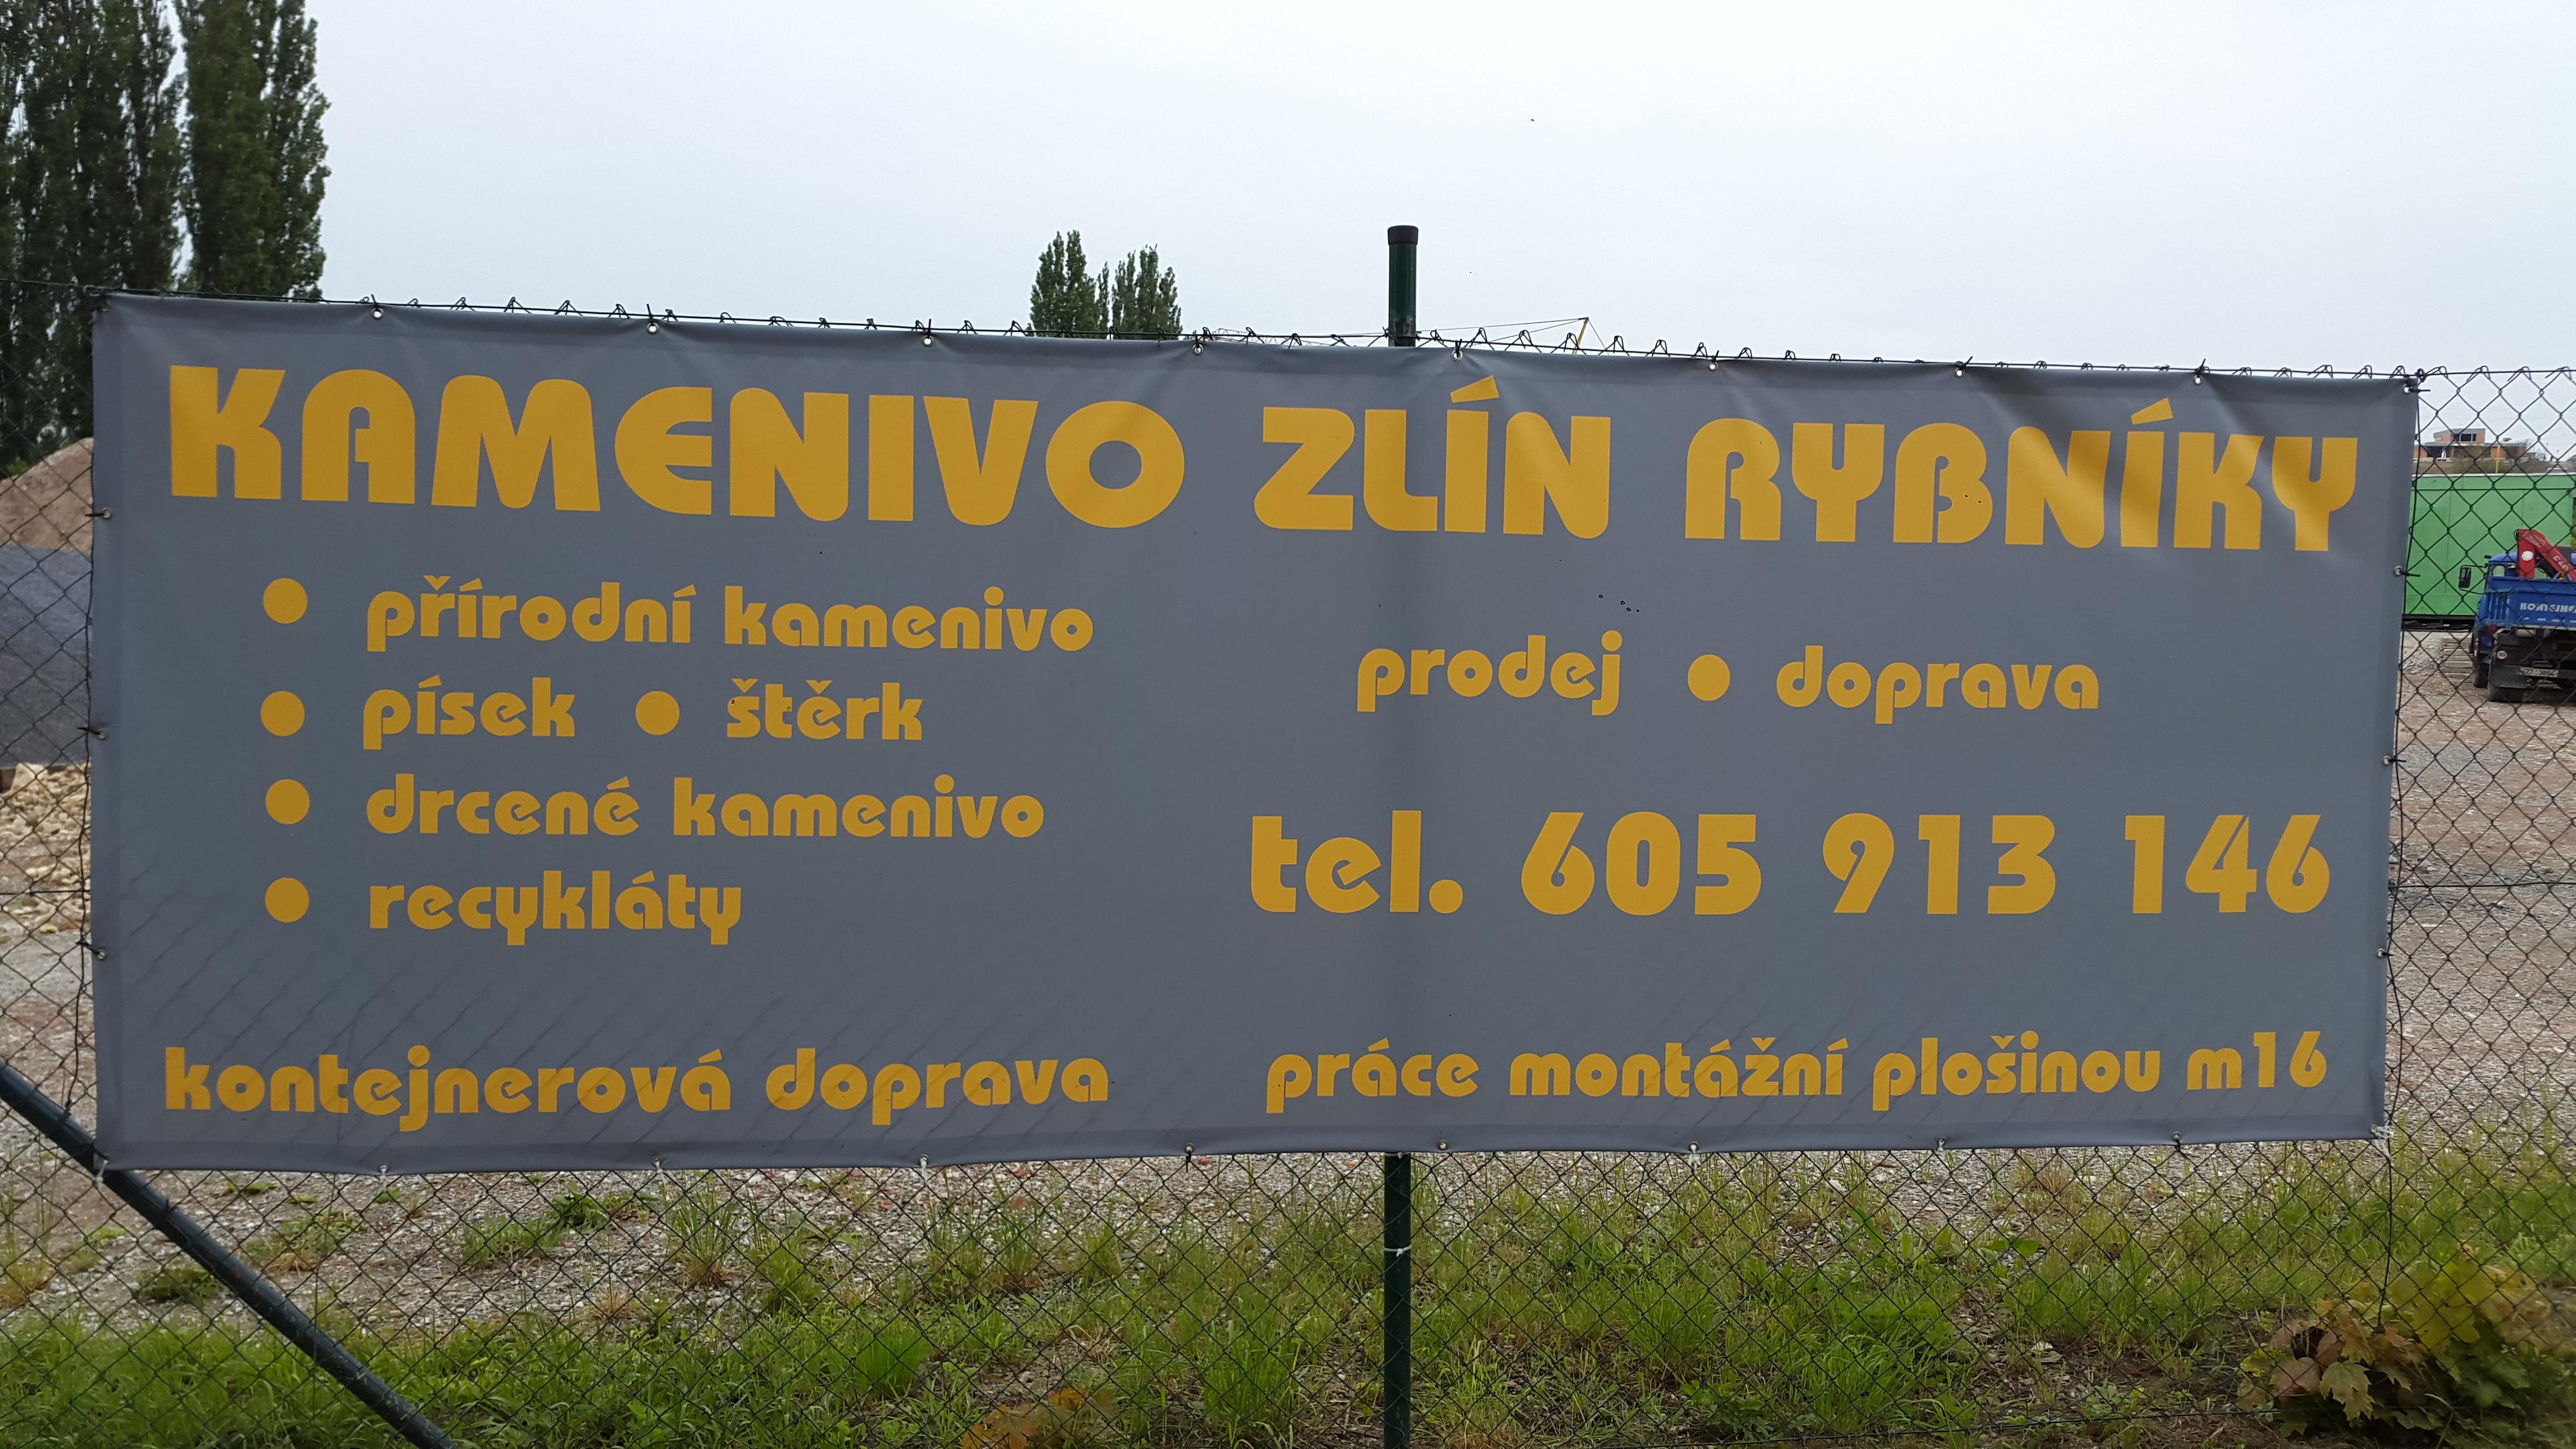 KAMENIVO ZLÍN RYBNÍKY
• přírodní kamenivo
• písek • štěrk
• drcené kamenivo
• recykláty
prodej • doprava
tel. 605 913 146
kontejnerová doprava
práce montážní plošinou m16